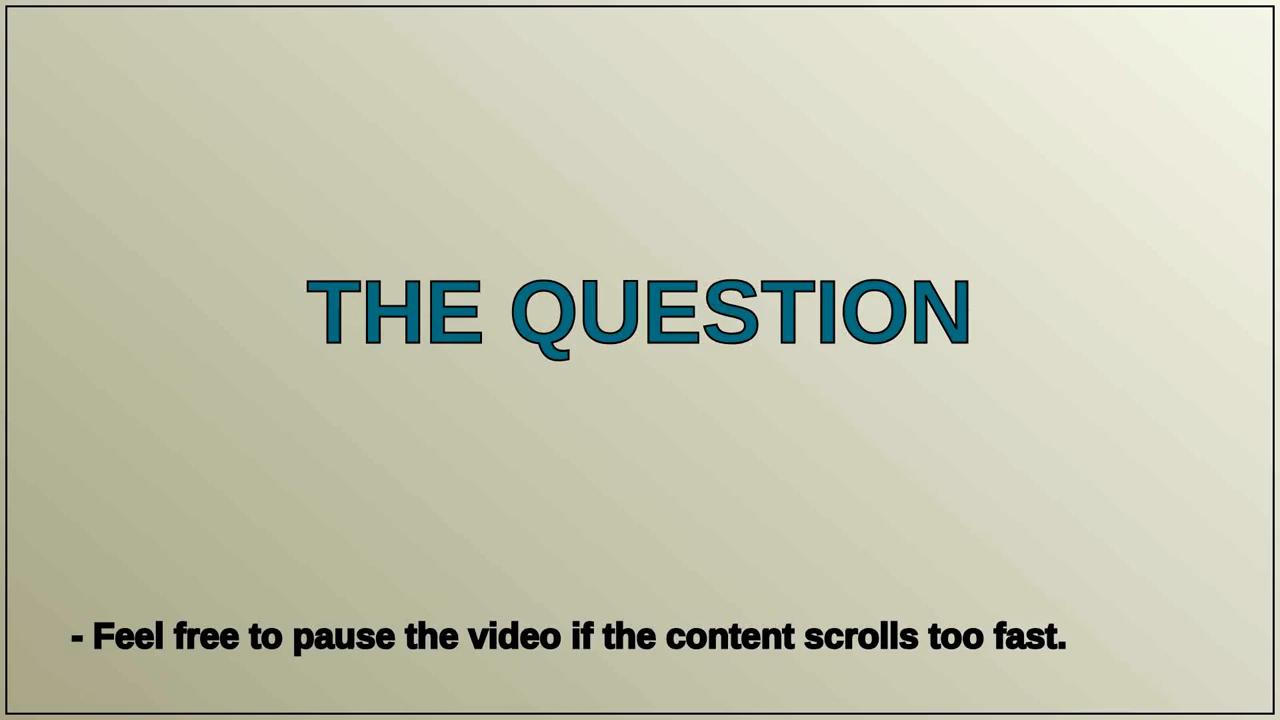 THE QUESTION
- Feel free to pause the video if the content scrolls too fast.